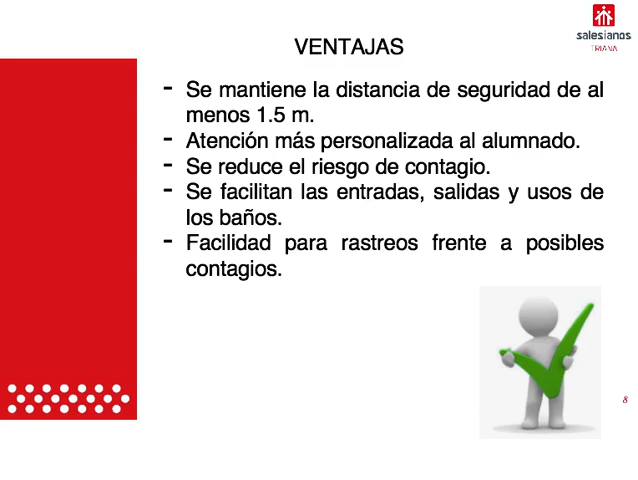 salesianos
TRIANA
VENTAJAS
- Se mantiene la distancia de seguridad de al
menos 1.5 m.
- Atención más personalizada al alumnado.
- Se reduce el riesgo de contagio.
- Se facilitan las entradas, salidas y usos de
los baños.
- Facilidad para rastreos frente a posibles
contagios.
8